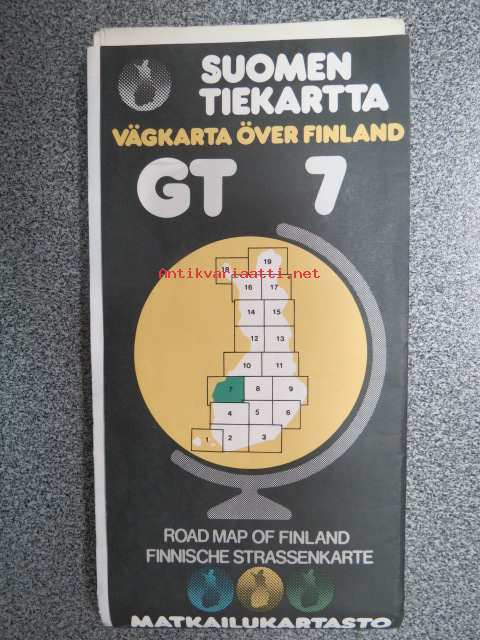 SUOMEN
TIEKARTTA
VÄGKARTA ÖVER FINLAND
GT 7
Antikvariaatti.net
19
18
16 17
14 15
12 13
10 11
7 8 9
4 5 6
1 2 3
ROAD MAP OF FINLAND
FINNISCHE STRASSENKARTE
MATKAILUKARTASTO